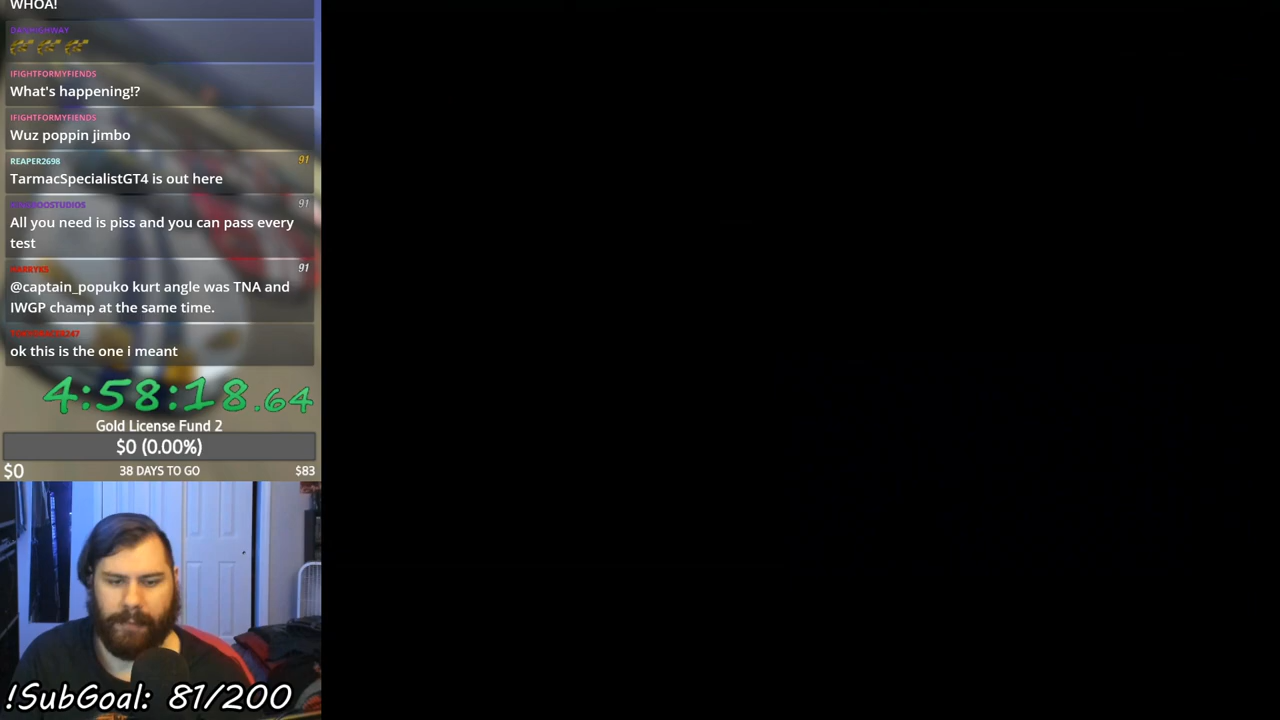 WHOA!
IFIGHTFORMYFIENDS
What's happening!?
IFIGHTFORMYFIENDS
Wuz poppin jimbo
REAPER2698
91
TarmacSpecialistGT4 is out here
91
All you need is piss and you can pass every
test
91
@captain_popuko kurt angle was TNA and
IWGP champ at the same time.
ok this is the one i meant
4:58:18.64
Gold License Fund 2
$0 (0.00%)
$0 38 DAYS TO GO $83
!SubGoal: 81/200